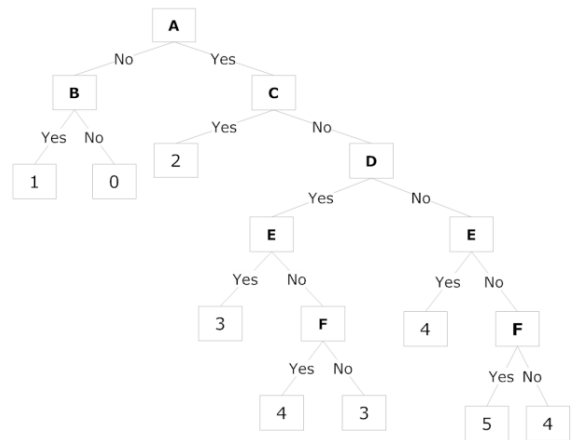 A
No Yes
B C
Yes No Yes No
1 0 2 D
Yes No
E E
Yes No Yes No
3 F 4 F
Yes No Yes No
4 3 5 4